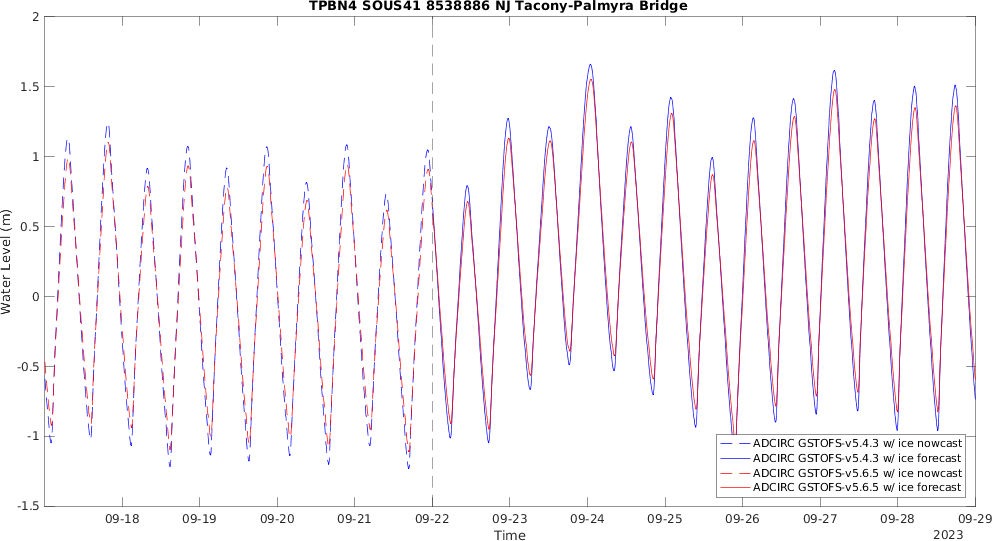 TPBN4 SOUS41 8538886 NJ Tacony-Palmyra Bridge
2
1.5
1
0.5
0
-0.5
-1
-1.5
Water Level (m)
09-18 09-19 09-20 09-21 09-22 09-23 09-24 09-25 09-26 09-27 09-28 09-29
Time
2023
ADCIRC GSTOFS-v5.4.3 w/ ice nowcast
ADCIRC GSTOFS-v5.4.3 w/ ice forecast
ADCIRC GSTOFS-v5.6.5 w/ ice nowcast
ADCIRC GSTOFS-v5.6.5 w/ ice forecast